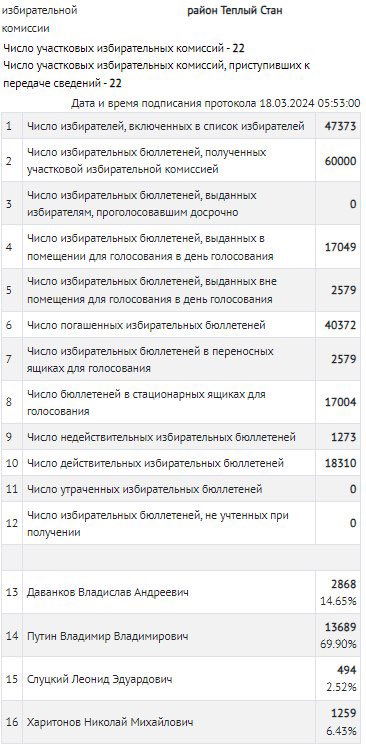 избирательной район Теплый Стан
комиссии
Число участковых избирательных комиссий - 22
Число участковых избирательных комиссий, приступивших к
передаче сведений - 22
Дата и время подписания протокола 18.03.2024 05:53:00
1 Число избирателей, включенных в список избирателей 47373
2 Число избирательных бюллетеней, полученных
участковой избирательной комиссией 60000
3 Число избирательных бюллетеней, выданных
избирателям, проголосовавшим досрочно 0
4 Число избирательных бюллетеней, выданных в
помещении для голосования в день голосования 17049
5 Число избирательных бюллетеней, выданных вне
помещения для голосования в день голосования 2579
6 Число погашенных избирательных бюллетеней 40372
7 Число избирательных бюллетеней в переносных
ящиках для голосования 2579
8 Число бюллетеней в стационарных ящиках для
голосования 17004
9 Число недействительных избирательных бюллетеней 1273
10 Число действительных избирательных бюллетеней 18310
11 Число утраченных избирательных бюллетеней 0
12 Число избирательных бюллетеней, не учтенных при
получении 0
13 Даванков Владислав Андреевич 2868
14.65%
14 Путин Владимир Владимирович 13689
69.90%
15 Слуцкий Леонид Эдуардович 494
2.52%
16 Харитонов Николай Михайлович 1259
6.43%